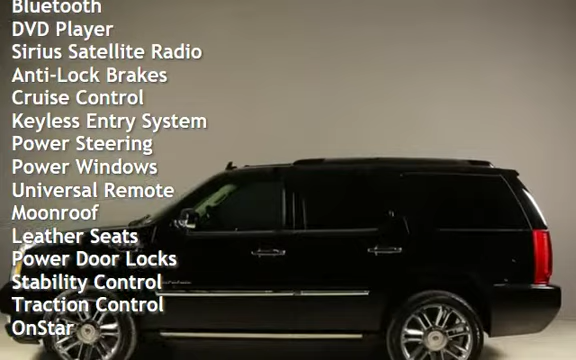 Bluetooth
DVD Player
Sirius Satellite Radio
Anti-Lock Brakes
Cruise Control
Keyless Entry System
Power Steering
Power Windows
Universal Remote
Moonroof
Leather Seats
Power Door Locks
Stability Control
Traction Control
OnStar